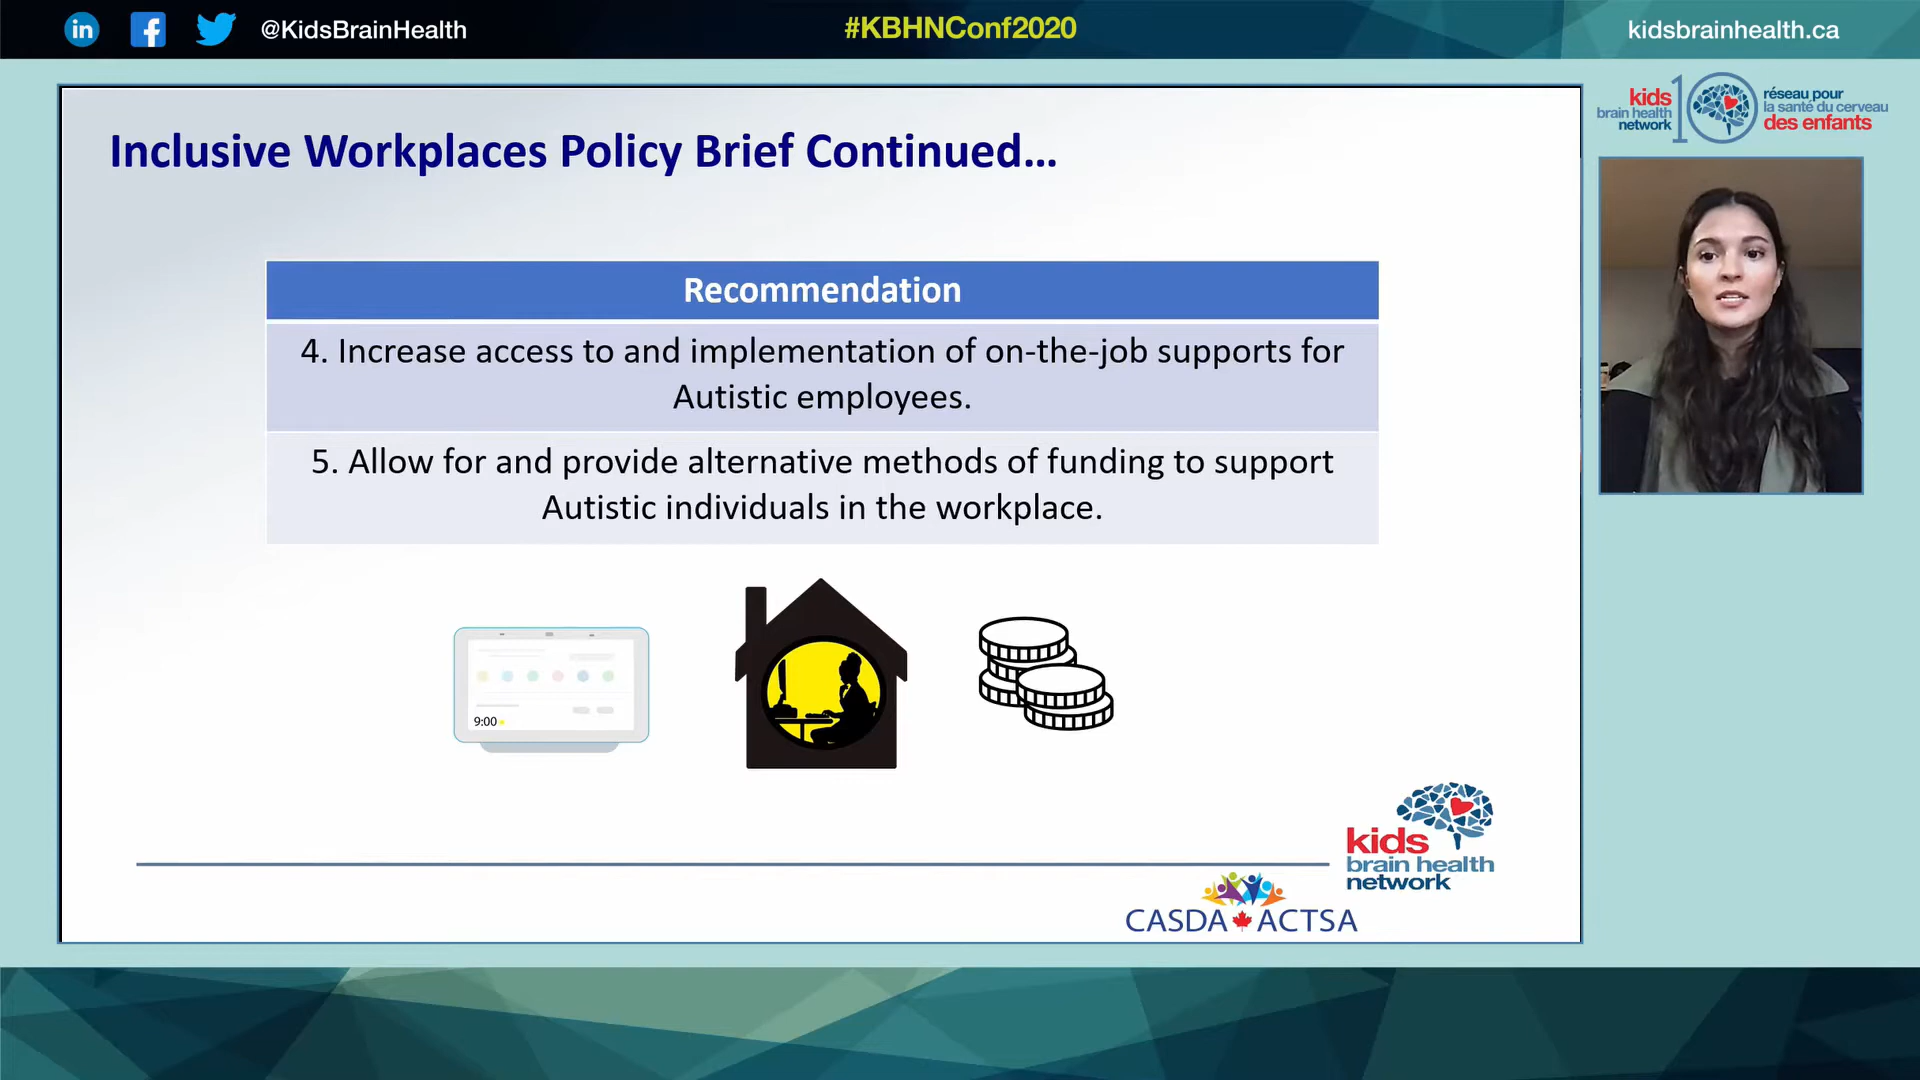 @KidsBrainHealth
#KBHNConf2020
kidsbrainhealth.ca
kids
brain health
network
10
réseau pour
la santé du cerveau
des enfants
Inclusive Workplaces Policy Brief Continued...
Recommendation
4. Increase access to and implementation of on-the-job supports for
Autistic employees.
5. Allow for and provide alternative methods of funding to support
Autistic individuals in the workplace.
9:00
kids
brain health
network
CASDA ACTSA